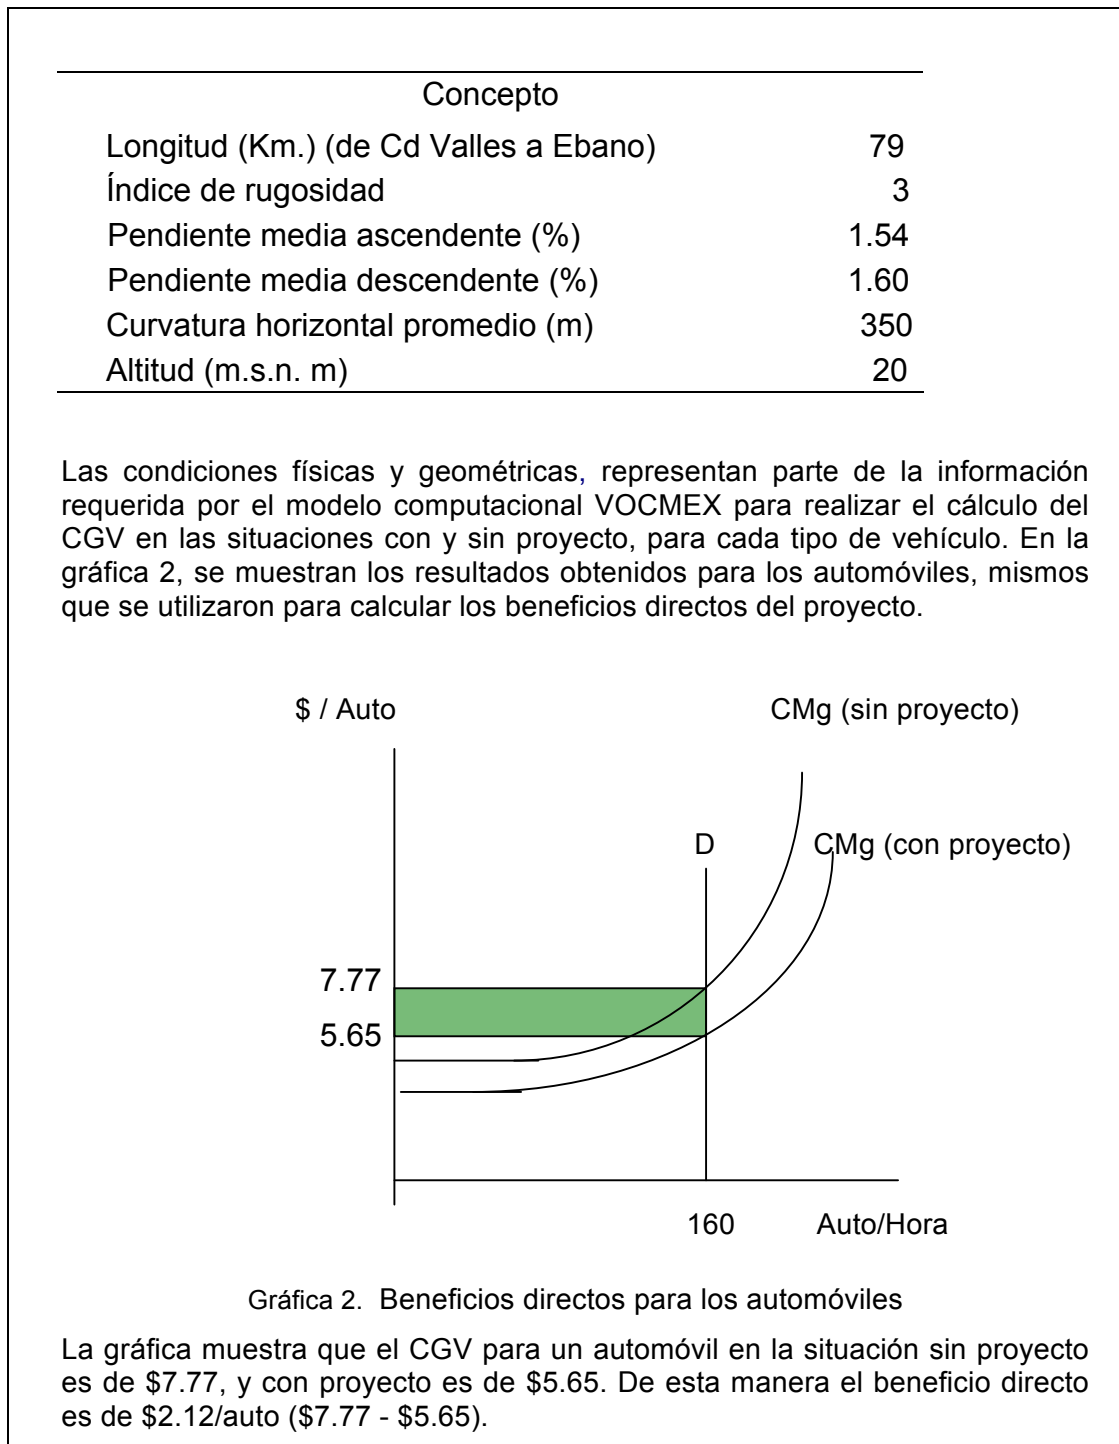 Concepto
Longitud (Km.) (de Cd Valles a Ebano) 79
Índice de rugosidad 3
Pendiente media ascendente (%) 1.54
Pendiente media descendente (%) 1.60
Curvatura horizontal promedio (m) 350
Altitud (m.s.n. m) 20
Las condiciones físicas y geométricas, representan parte de la información
requerida por el modelo computacional VOCMEX para realizar el cálculo del
CGV en las situaciones con y sin proyecto, para cada tipo de vehículo. En la
gráfica 2, se muestran los resultados obtenidos para los automóviles, mismos
que se utilizaron para calcular los beneficios directos del proyecto.
$ / Auto CMg (sin proyecto)
D CMg (con proyecto)
7.77
5.65
160 Auto/Hora
Gráfica 2. Beneficios directos para los automóviles
La gráfica muestra que el CGV para un automóvil en la situación sin proyecto
es de $7.77, y con proyecto es de $5.65. De esta manera el beneficio directo
es de $2.12/auto ($7.77 - $5.65).